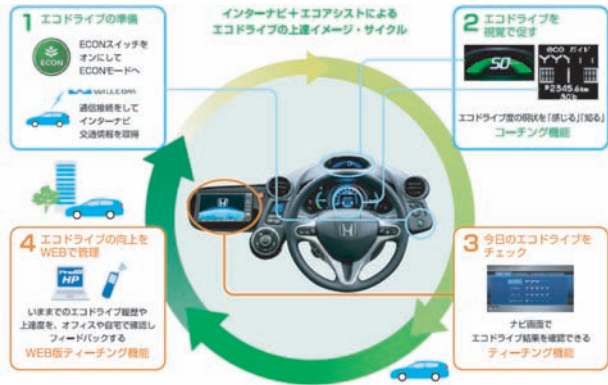 インターナビ＋エコアシストによる
エコドライブの上達イメージ・サイクル
1 エコドライブの準備
ECON
ECONスイッチを
オンにして
ECONモードへ
通信接続をして
インターナビ
交通情報を取得
2 エコドライブを
視覚で促す
50
eco ガイド
エコドライブ度の現状を「感じる」「知る」
コーチング機能
3 今日のエコドライブを
チェック
ナビ画面で
エコドライブ結果を確認できる
ティーチング機能
4 エコドライブの向上を
WEBで管理
HP
いままでのエコドライブ履歴や
上達度を、オフィスや自宅で確認し
フィードバックする
WEB版ティーチング機能